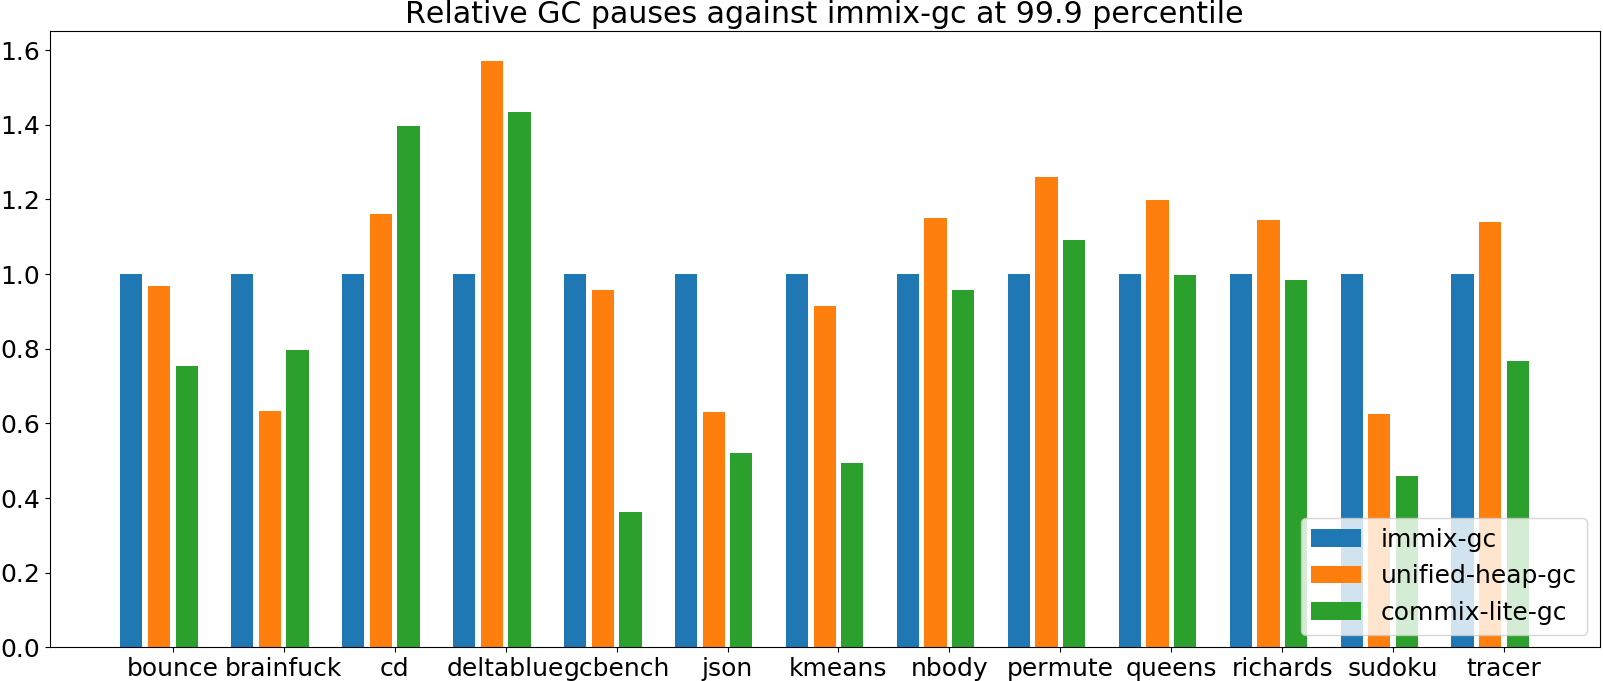 Relative GC pauses against immix-gc at 99.9 percentile
1.6
1.4
1.2
1.0
0.8
0.6
0.4
0.2
0.0
immix-gc
unified-heap-gc
commix-lite-gc
bounce brainfuck cd deltablue gcbench json kmeans nbody permute queens richards sudoku tracer